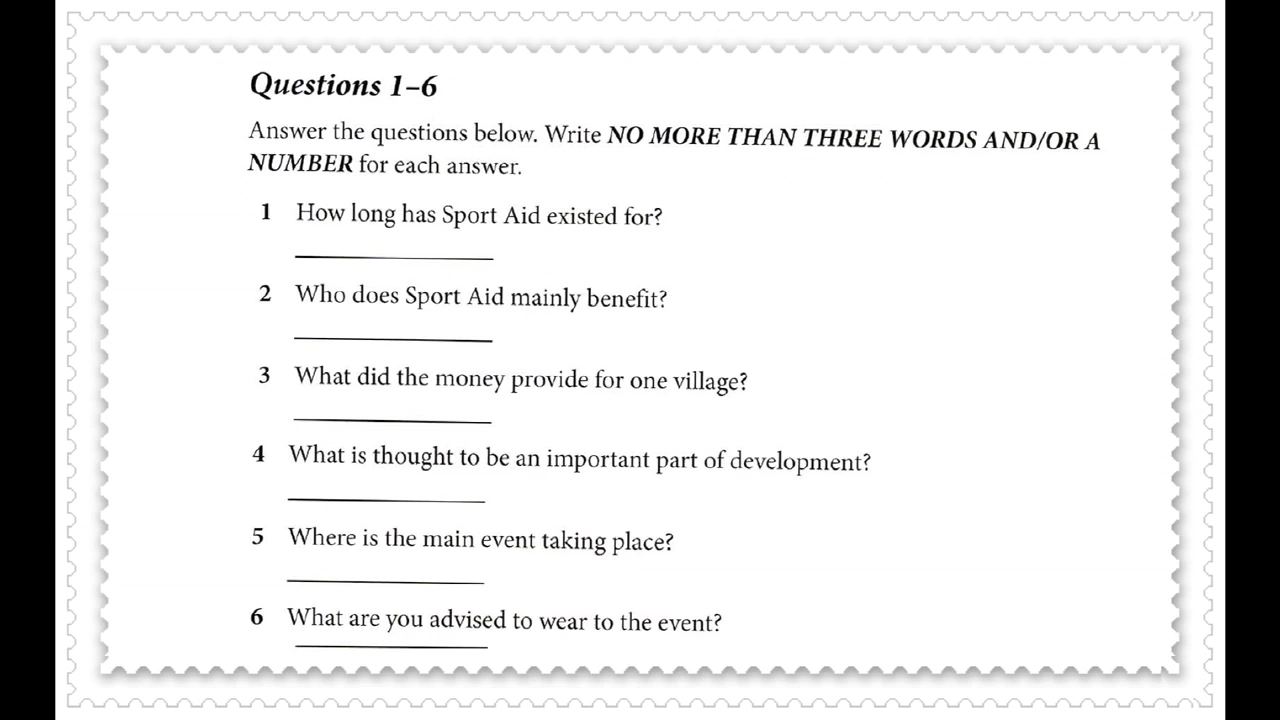 Questions 1–6
Answer the questions below. Write NO MORE THAN THREE WORDS AND/OR A
NUMBER for each answer.
1 How long has Sport Aid existed for?
2 Who does Sport Aid mainly benefit?
3 What did the money provide for one village?
4 What is thought to be an important part of development?
5 Where is the main event taking place?
6 What are you advised to wear to the event?